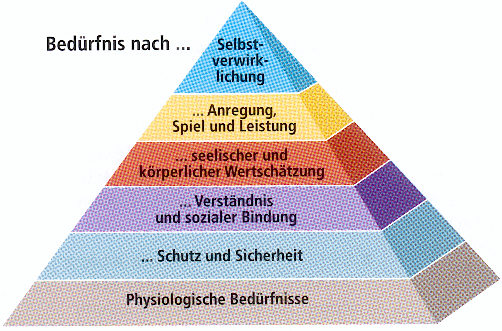 Bedürfnis nach ...
Selbst-
verwirk-
lichung
... Anregung,
Spiel und Leistung
... seelischer und
körperlicher Wertschätzung
... Verständnis
und sozialer Bindung
... Schutz und Sicherheit
Physiologische Bedürfnisse